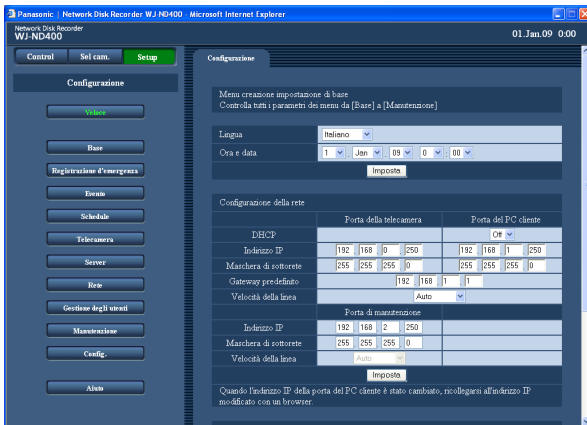 Panasonic | Network Disk Recorder WJ-ND400 - Microsoft Internet Explorer
Network Disk Recorder
WJ-ND400
01.Jan.09 0:00
Control Sel cam. Setup
Configurazione
Veloce
Base
Registrazione d'emergenza
Evento
Schedule
Telecamera
Server
Rete
Gestione degli utenti
Manutenzione
Config.
Aiuto
Configurazione
Menu creazione impostazione di base
Controlla tutti i parametri dei menu da [Base] a [Manutenzione]
Lingua Italiano
Ora e data 1 . Jan . 09 0 : 00
Imposta
Configurazione della rete
Porta della telecamera Porta del PC cliente
DHCP Off
Indirizzo IP 192 . 168 . 0 . 250 192 . 168 . 1 . 250
Maschera di sottorete 255 . 255 . 255 . 0 255 . 255 . 255 . 0
Gateway predefinito 192 . 168 . 1 . 1
Velocità della linea Auto
Porta di manutenzione
Indirizzo IP 192 . 168 . 2 . 250
Maschera di sottorete 255 . 255 . 255 . 0
Velocità della linea Auto
Imposta
Quando l'indirizzo IP della porta del PC cliente è stato cambiato, ricollegarsi all'indirizzo IP
modificato con un browser.